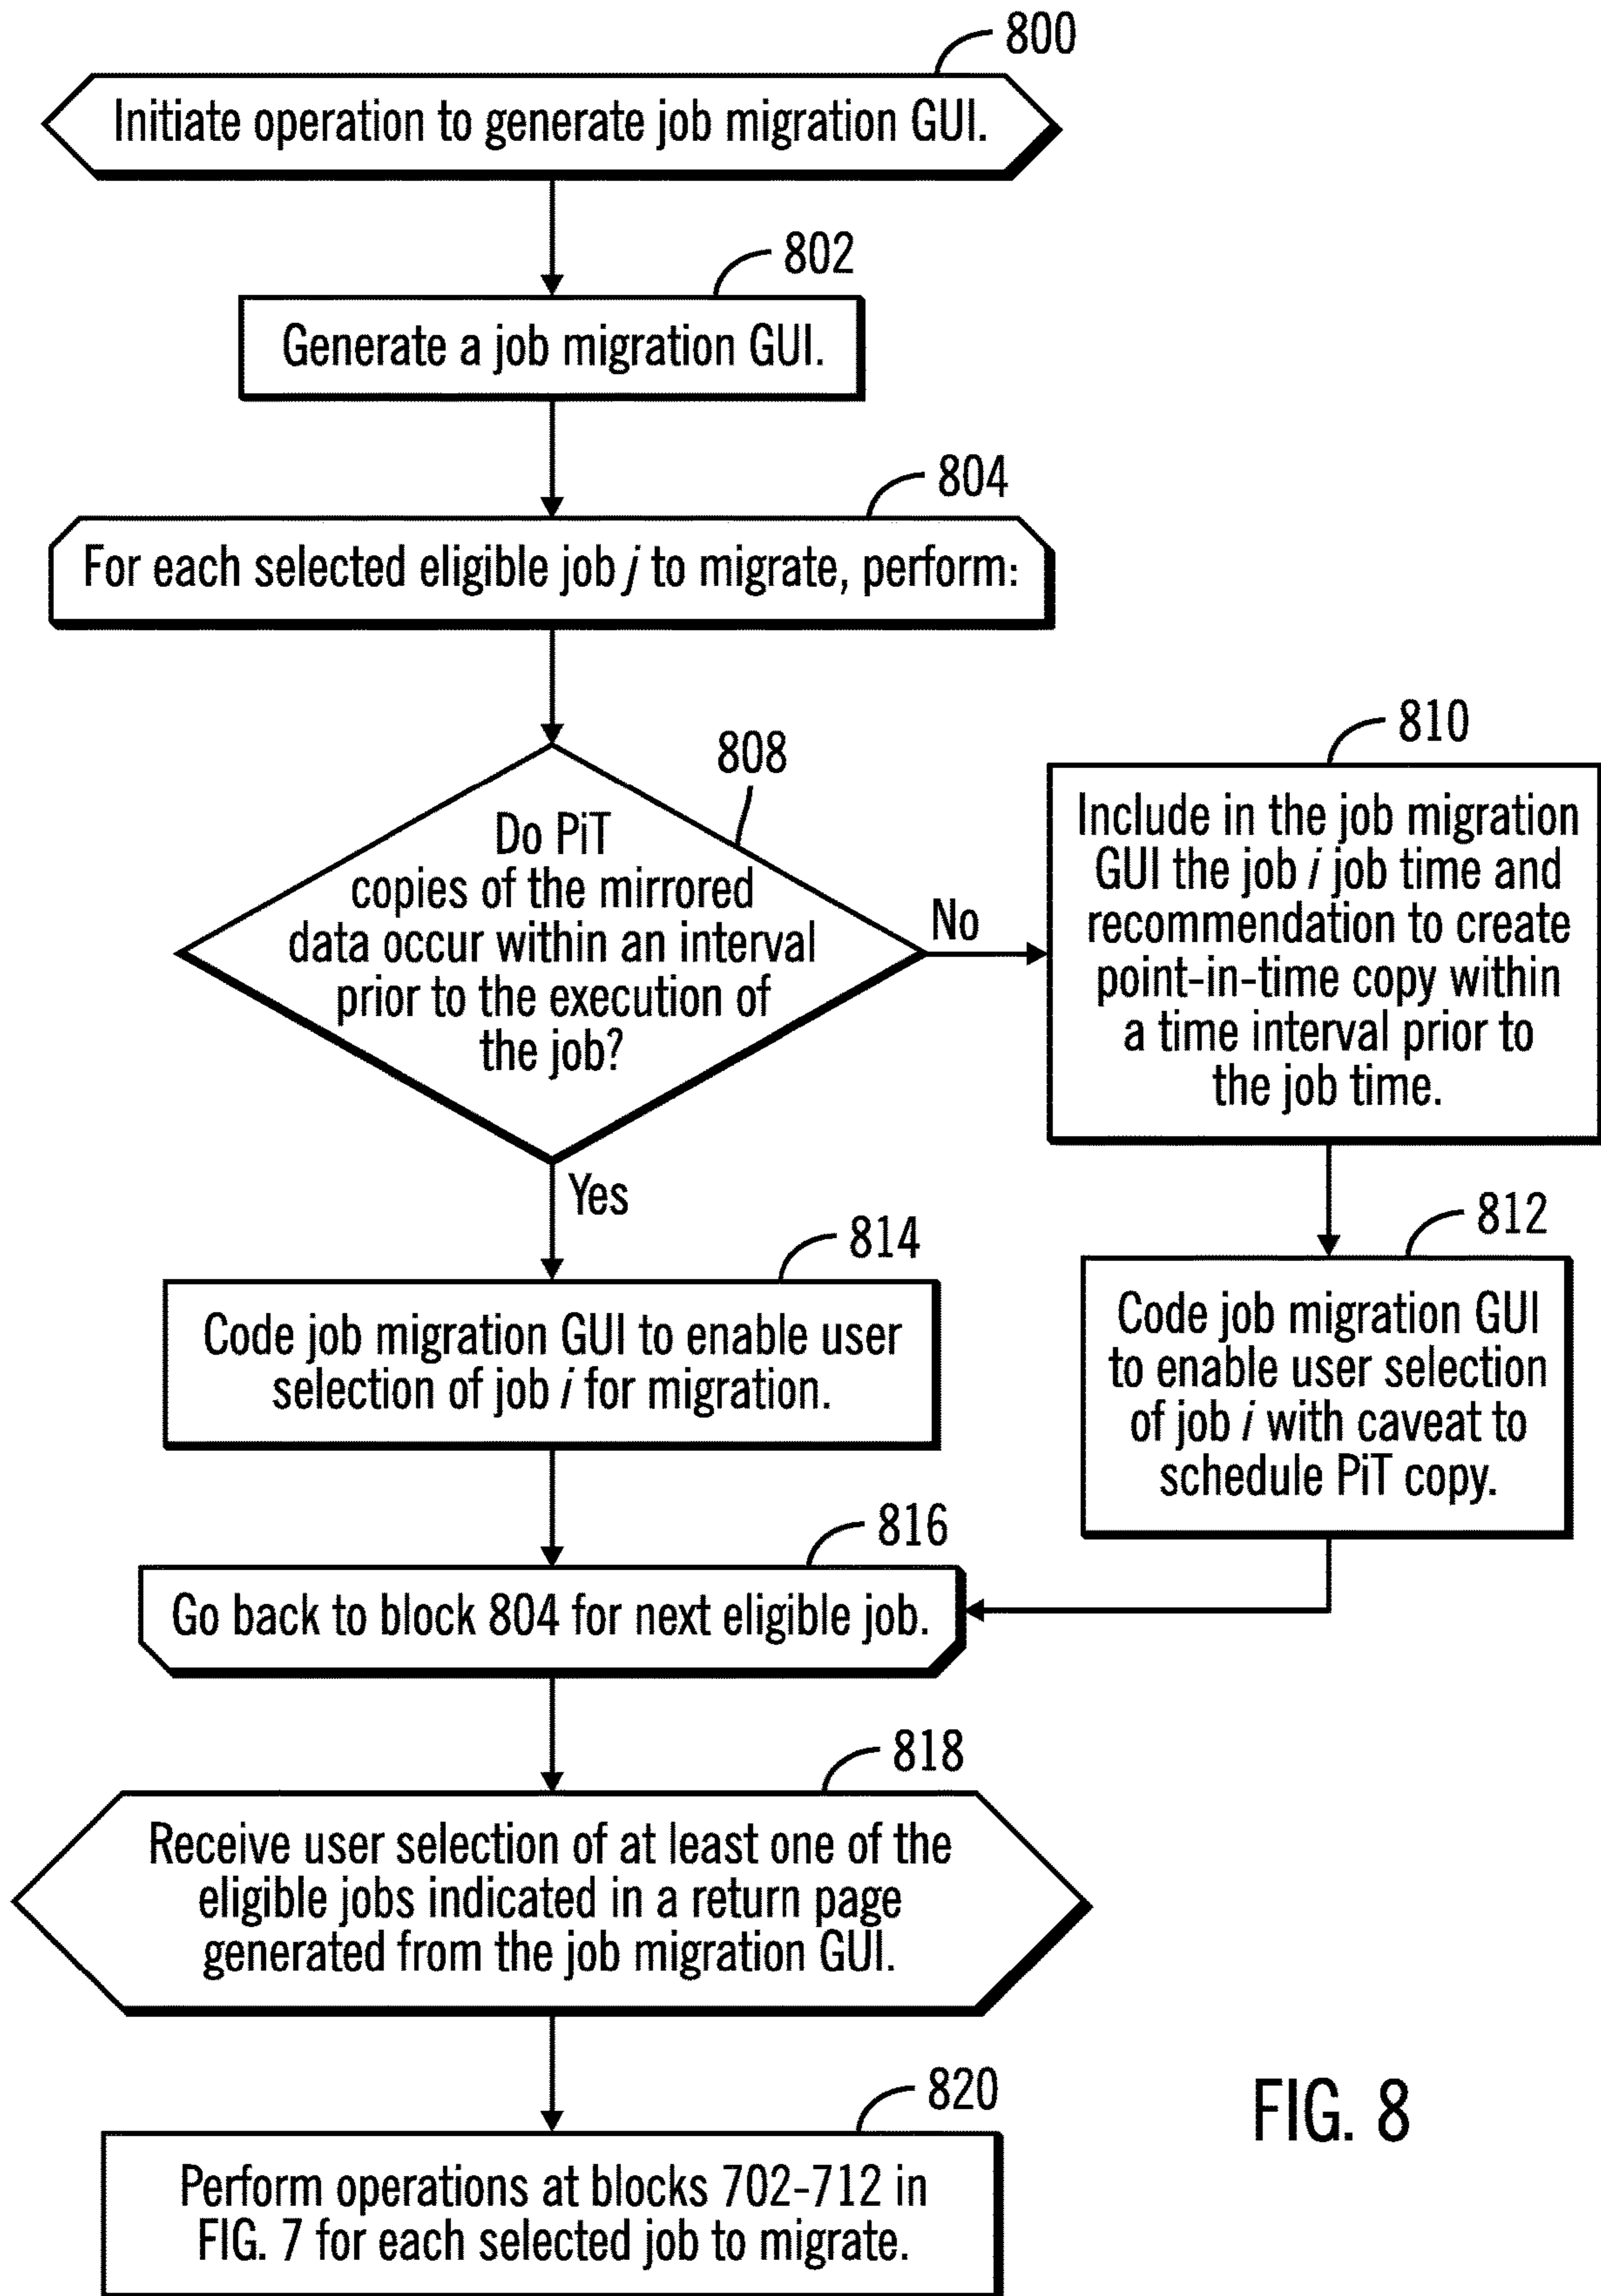 800
Initiate operation to generate job migration GUI.
802
Generate a job migration GUI.
804
For each selected eligible job j to migrate, perform:
808
Do PiT
copies of the mirrored
data occur within an interval
prior to the execution of
the job?
No
810
Include in the job migration
GUI the job i job time and
recommendation to create
point-in-time copy within
a time interval prior to
the job time.
Yes
812
Code job migration GUI
to enable user selection
of job i with caveat to
schedule PiT copy.
814
Code job migration GUI to enable user
selection of job i for migration.
816
Go back to block 804 for next eligible job.
818
Receive user selection of at least one of the
eligible jobs indicated in a return page
generated from the job migration GUI.
820
Perform operations at blocks 702-712 in
FIG. 7 for each selected job to migrate.
FIG. 8